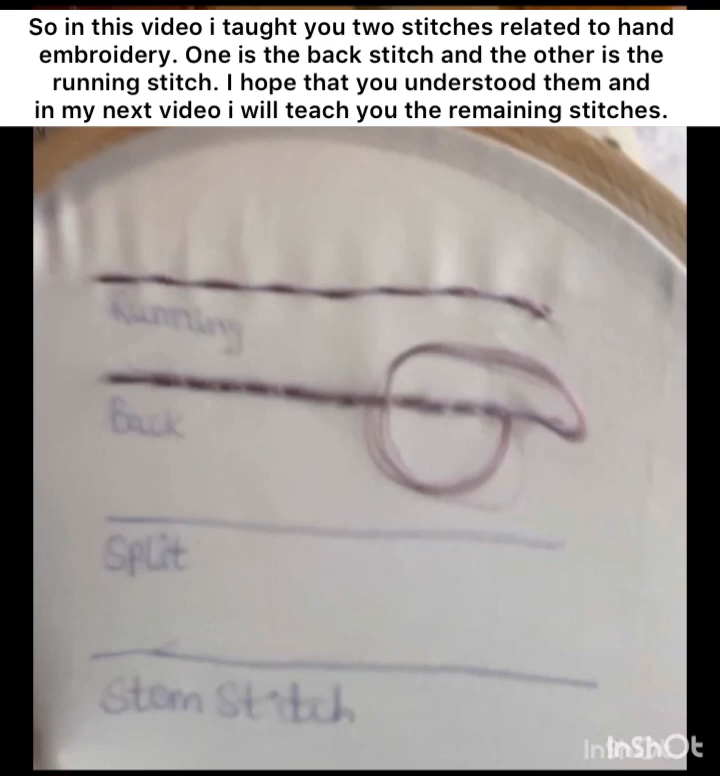 So in this video i taught you two stitches related to hand
embroidery. One is the back stitch and the other is the
running stitch. I hope that you understood them and
in my next video i will teach you the remaining stitches.
Running
Back
Split
Stem Stitch
InShOt